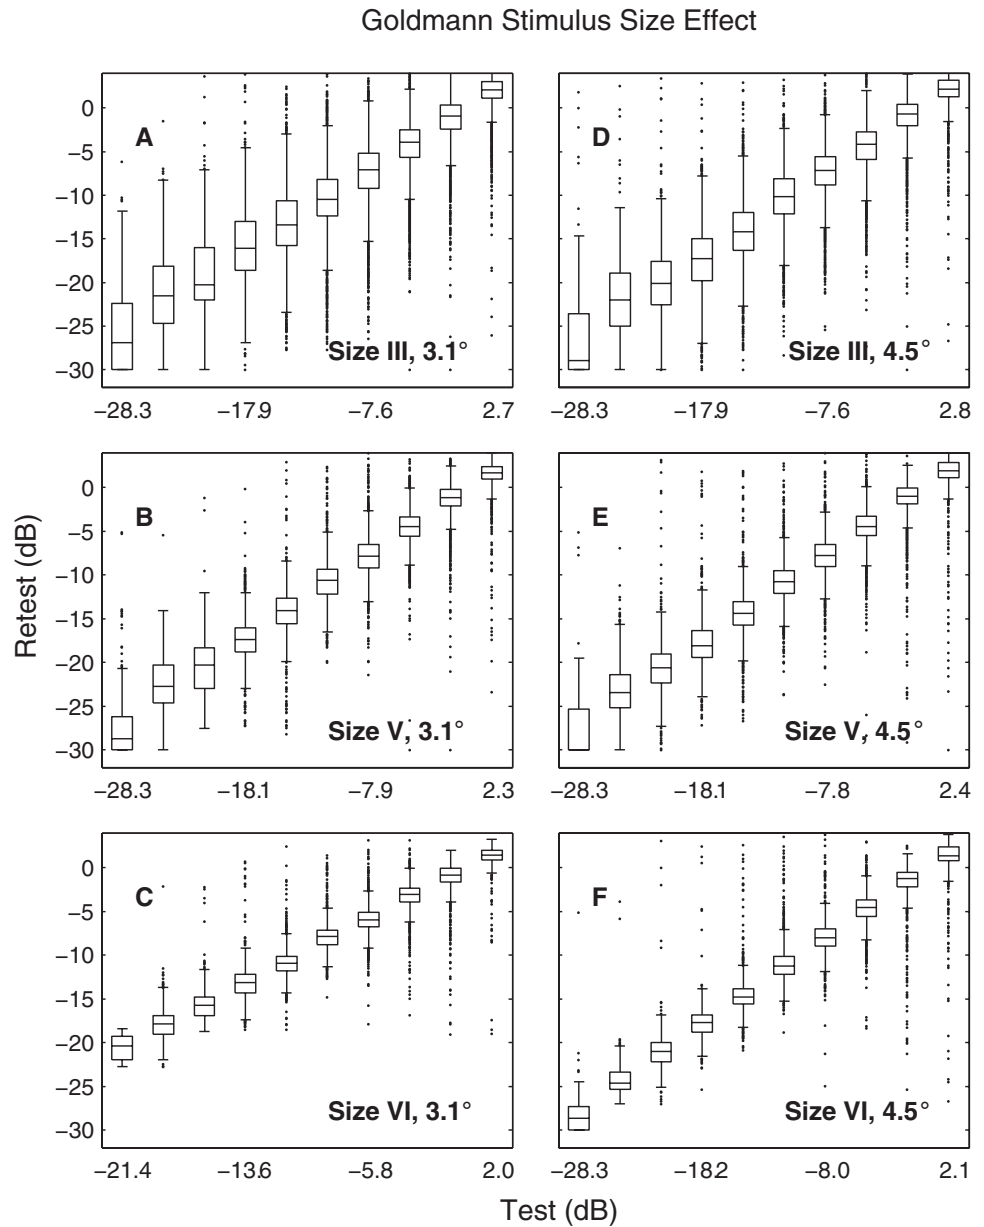 Goldmann Stimulus Size Effect
A
D
0
−5
−10
−15
−20
−25
−30
Size III, 3.1°
Size III, 4.5°
−28.3 −17.9 −7.6 2.7
−28.3 −17.9 −7.6 2.8
Retest (dB)
B
E
0
−5
−10
−15
−20
−25
−30
Size V, 3.1°
Size V, 4.5°
−28.3 −18.1 −7.9 2.3
−28.3 −18.1 −7.8 2.4
C
F
0
−5
−10
−15
−20
−25
−30
Size VI, 3.1°
Size VI, 4.5°
−21.4 −13.6 −5.8 2.0
−28.3 −18.2 −8.0 2.1
Test (dB)